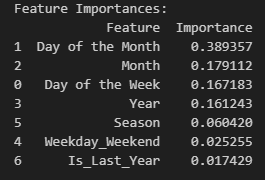 Feature Importances:
Feature Importance
1 Day of the Month 0.389357
2 Month 0.179112
0 Day of the Week 0.167183
3 Year 0.161243
5 Season 0.060420
4 Weekday_Weekend 0.025255
6 Is_Last_Year 0.017429